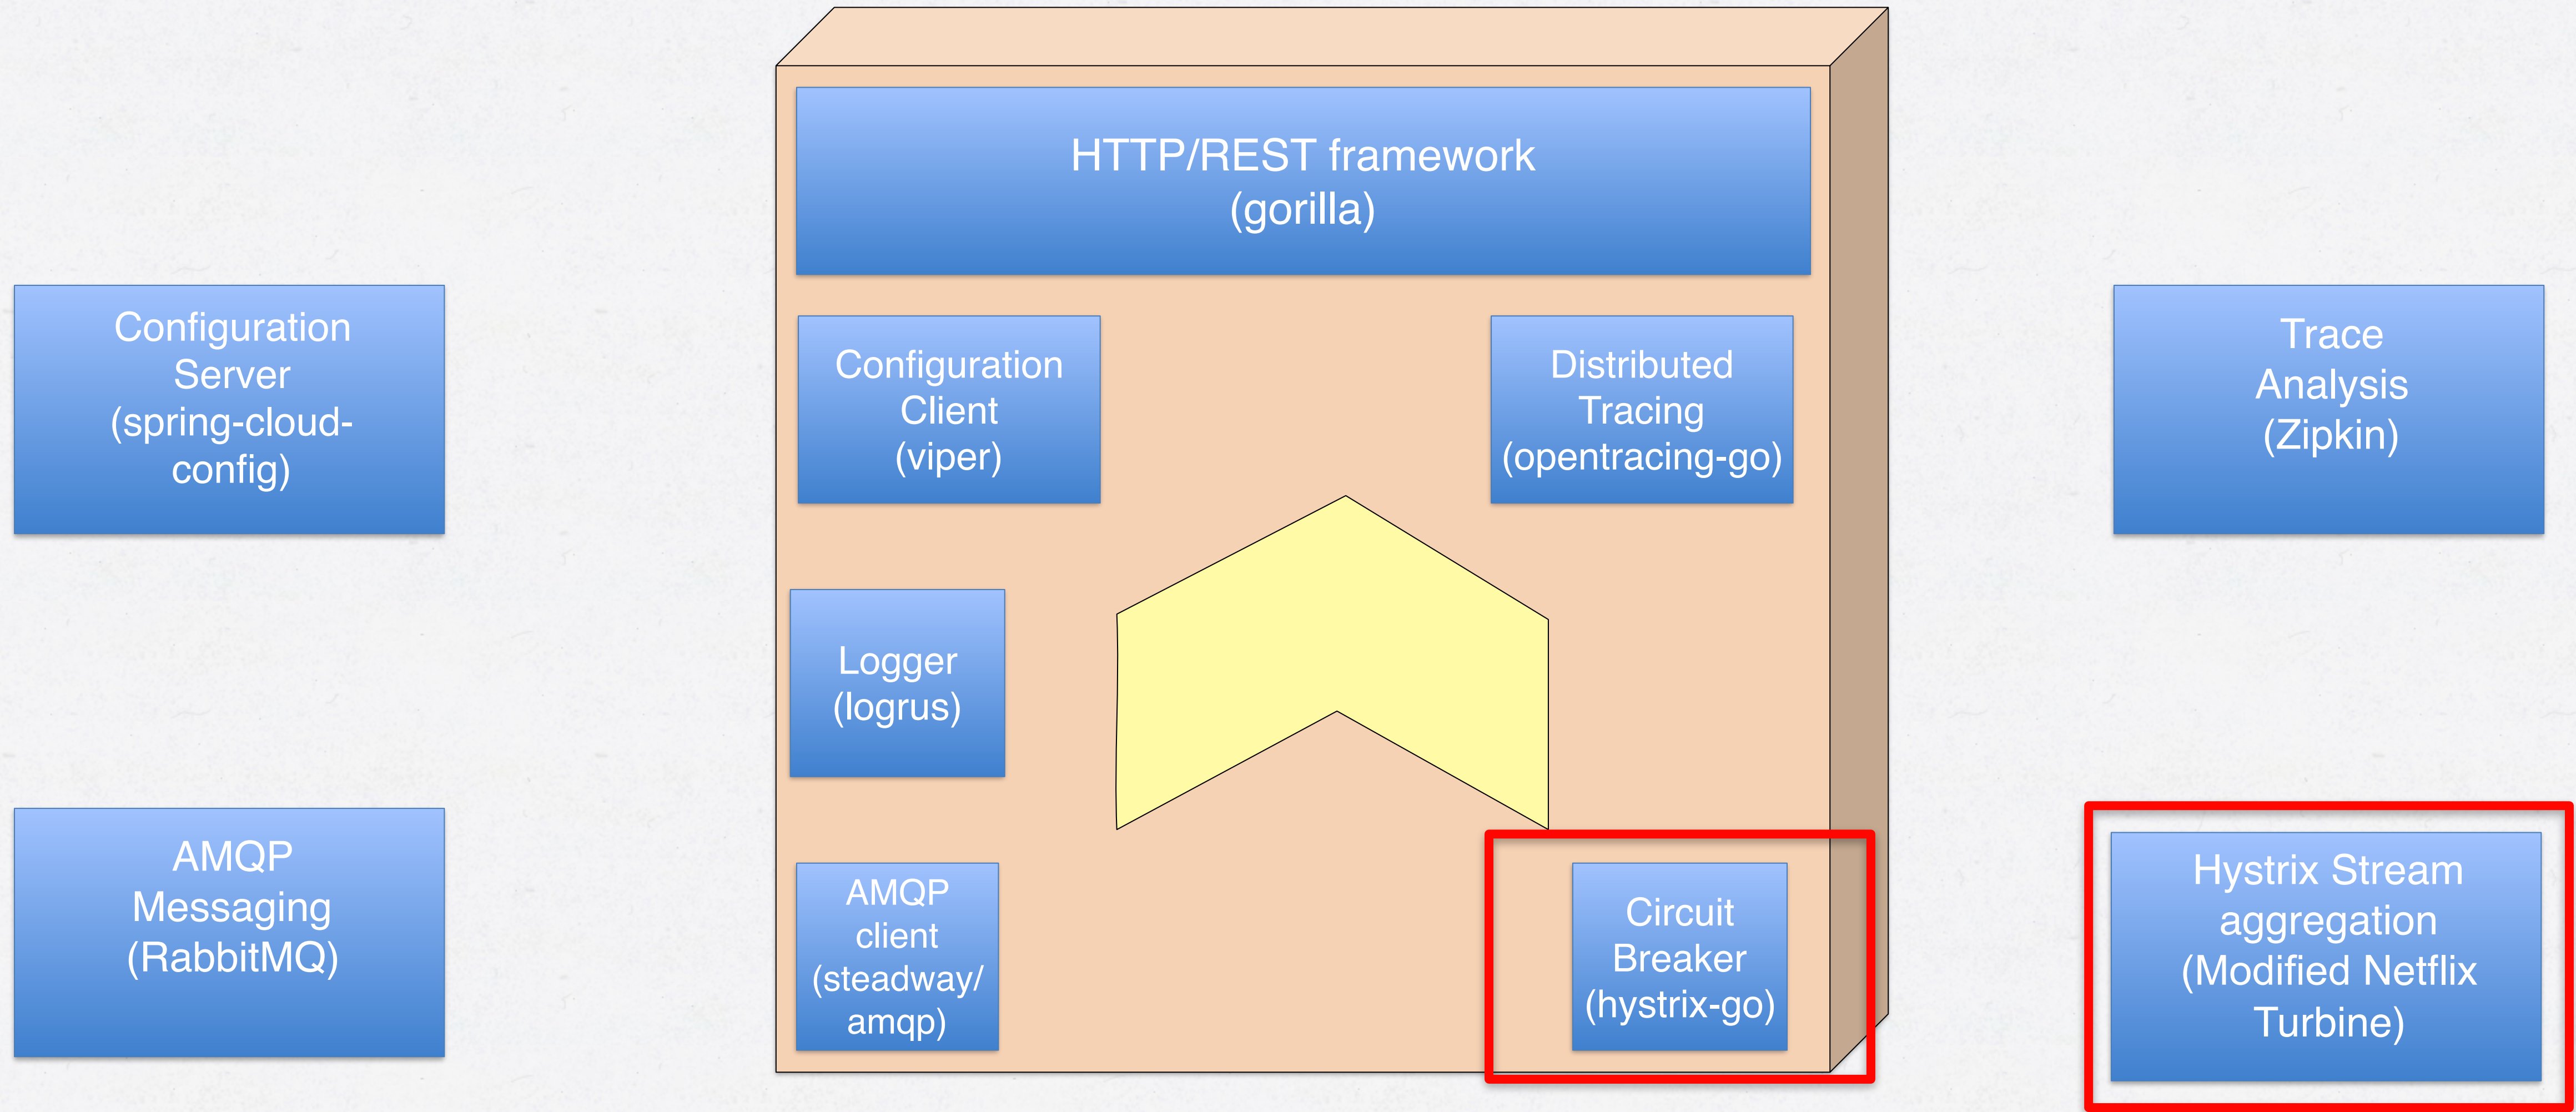 HTTP/REST framework
(gorilla)
Configuration
Server
(spring-cloud-
config)
Configuration
Client
(viper)
Distributed
Tracing
(opentracing-go)
Trace
Analysis
(Zipkin)
Logger
(logrus)
AMQP
Messaging
(RabbitMQ)
AMQP
client
(steadway/
amqp)
Circuit
Breaker
(hystrix-go)
Hystrix Stream
aggregation
(Modified Netflix
Turbine)